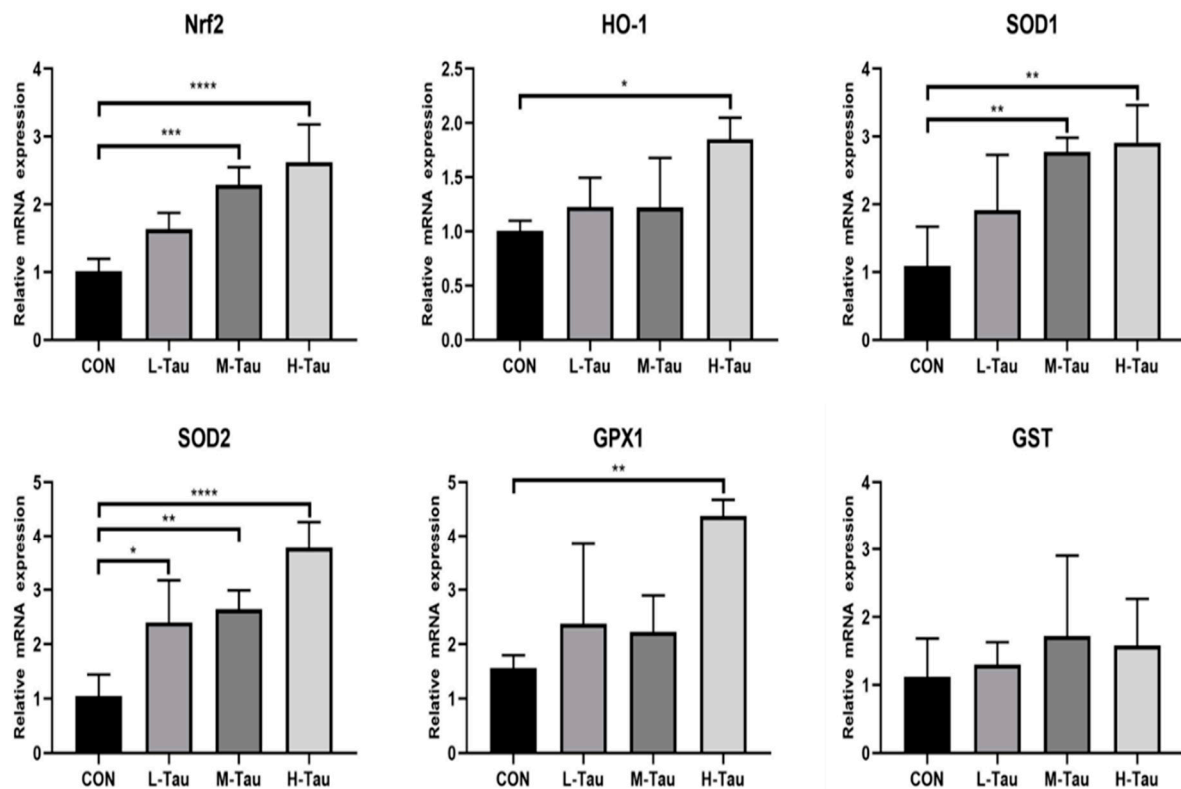 Nrf2
Relative mRNA expression
4
3
2
1
0
****
***
CON L-Tau M-Tau H-Tau
HO-1
Relative mRNA expression
2.5
2.0
1.5
1.0
0.5
0.0
*
CON L-Tau M-Tau H-Tau
SOD1
Relative mRNA expression
4
3
2
1
0
**
**
CON L-Tau M-Tau H-Tau
SOD2
Relative mRNA expression
5
4
3
2
1
0
****
**
*
CON L-Tau M-Tau H-Tau
GPX1
Relative mRNA expression
5
4
3
2
1
0
**
CON L-Tau M-Tau H-Tau
GST
Relative mRNA expression
4
3
2
1
0
CON L-Tau M-Tau H-Tau